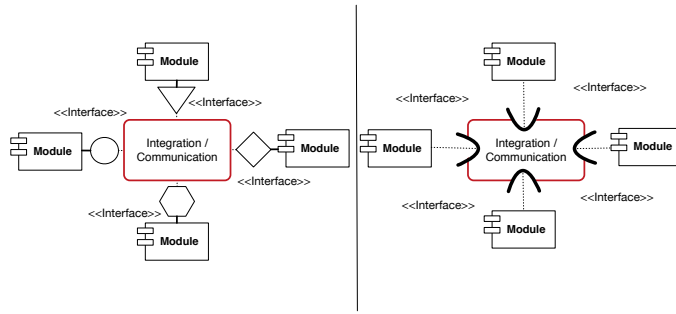 Module
<<Interface>>
<<Interface>>
Module
Integration /
Communication
Module
<<Interface>>
<<Interface>>
Module
Module
<<Interface>>
<<Interface>>
Module
Integration /
Communication
Module
<<Interface>>
<<Interface>>
Module